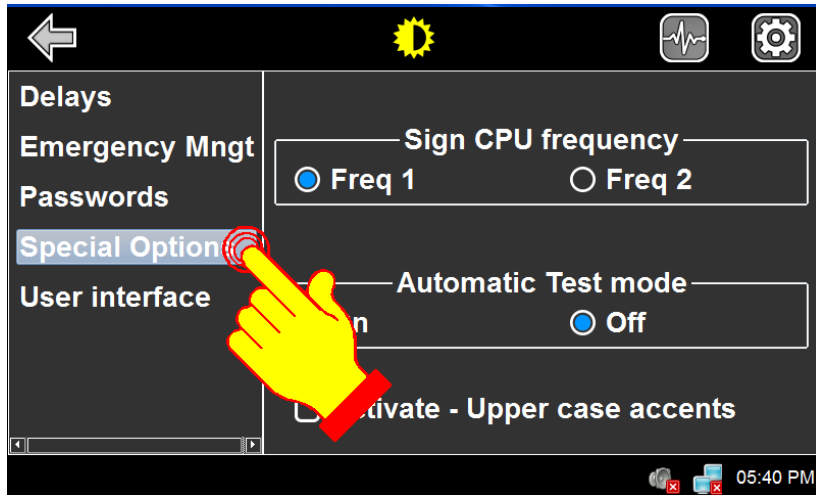 Delays
Emergency Mngt
Passwords
Special Option
User interface
Sign CPU frequency
Freq 1 Freq 2
Automatic Test mode
n Off
tivate - Upper case accents
05:40 PM